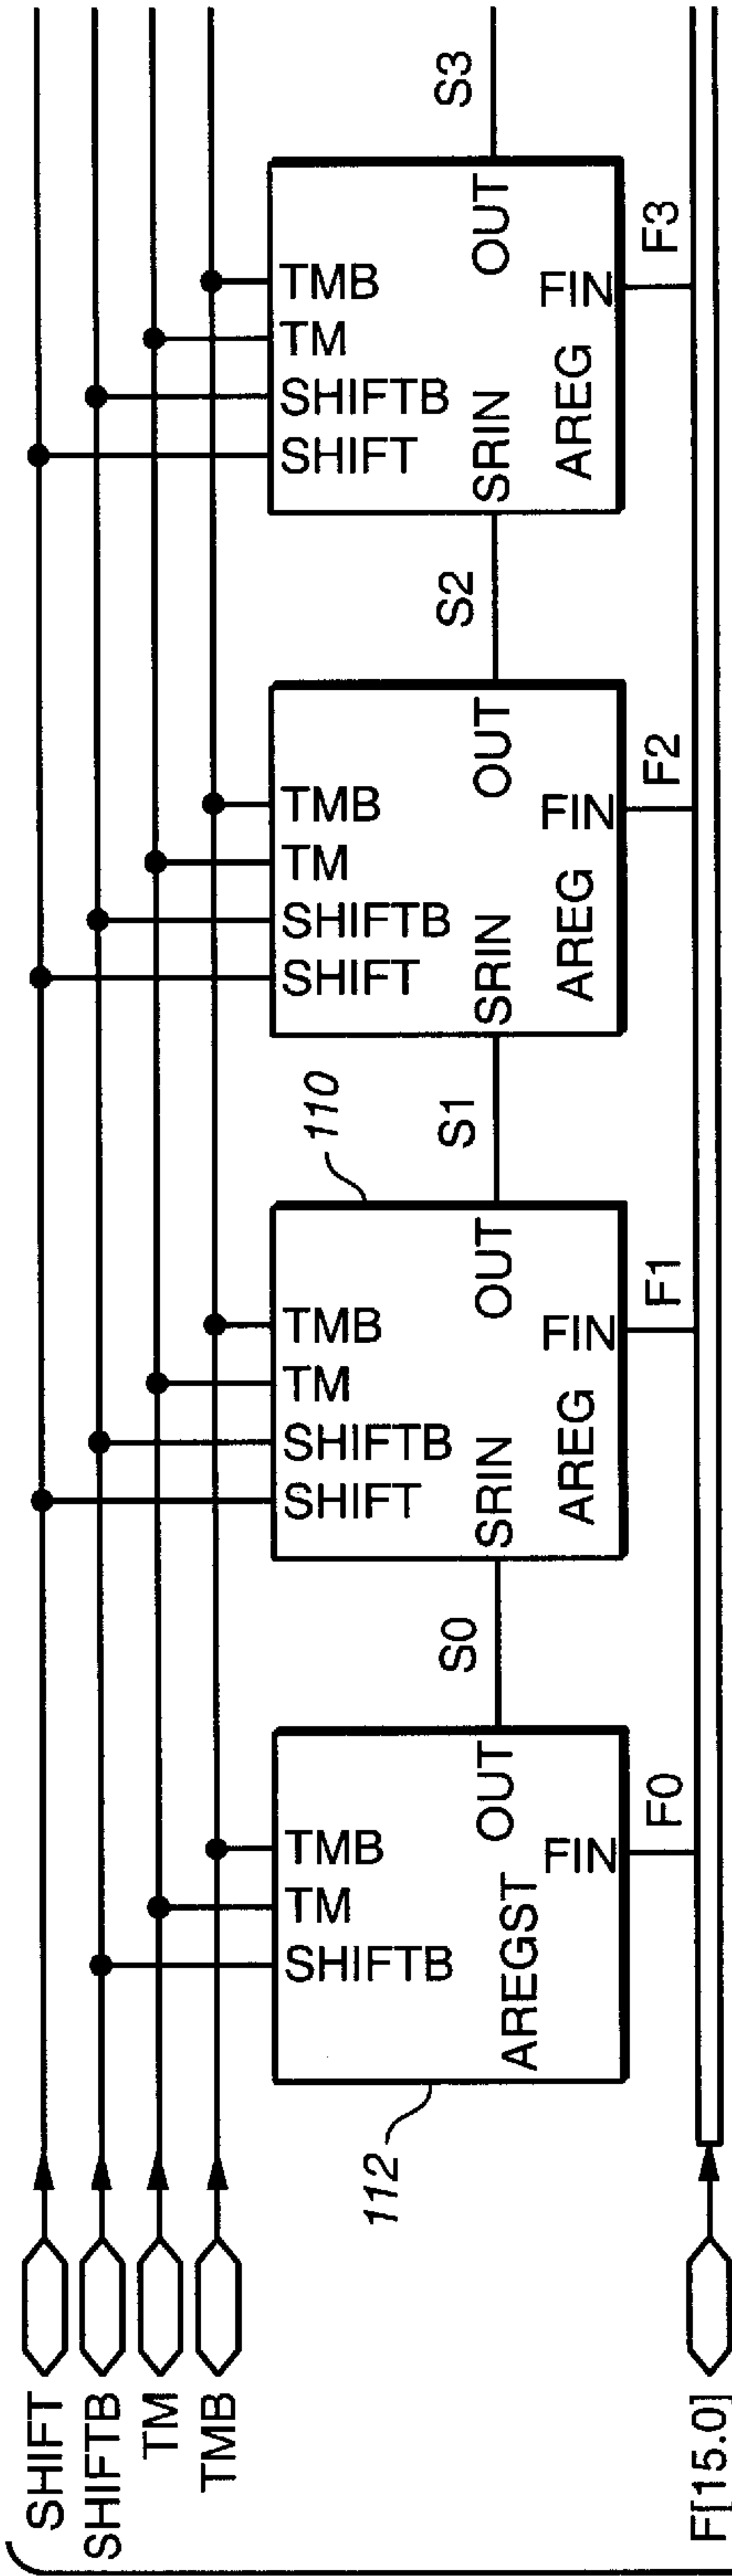 SHIFT
SHIFTB
TM
TMB
F[15.0]
112
SHIFTB
TM
TMB
AREGST
OUT
FIN
F0
S0
110
SHIFT
SHIFTB
TM
TMB
SRIN
OUT
AREG
FIN
F1
S1
SHIFT
SHIFTB
TM
TMB
SRIN
OUT
AREG
FIN
F2
S2
SHIFT
SHIFTB
TM
TMB
SRIN
OUT
AREG
FIN
F3
S3